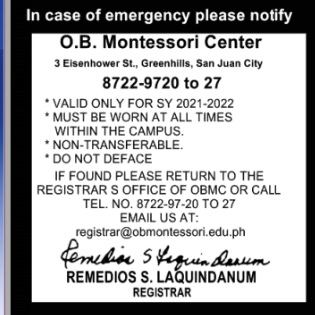 In case of emergency please notify
O.B. Montessori Center
3 Eisenhower St., Greenhills, San Juan City
8722-9720 to 27
* VALID ONLY FOR SY 2021-2022
* MUST BE WORN AT ALL TIMES
WITHIN THE CAMPUS.
* NON-TRANSFERABLE.
* DO NOT DEFACE
IF FOUND PLEASE RETURN TO THE
REGISTRAR S OFFICE OF OBMC OR CALL
TEL. NO. 8722-97-20 TO 27
EMAIL US AT:
registrar@obmontessori.edu.ph
Remedios S Laquindanum
REMEDIOS S. LAQUINDANUM
REGISTRAR